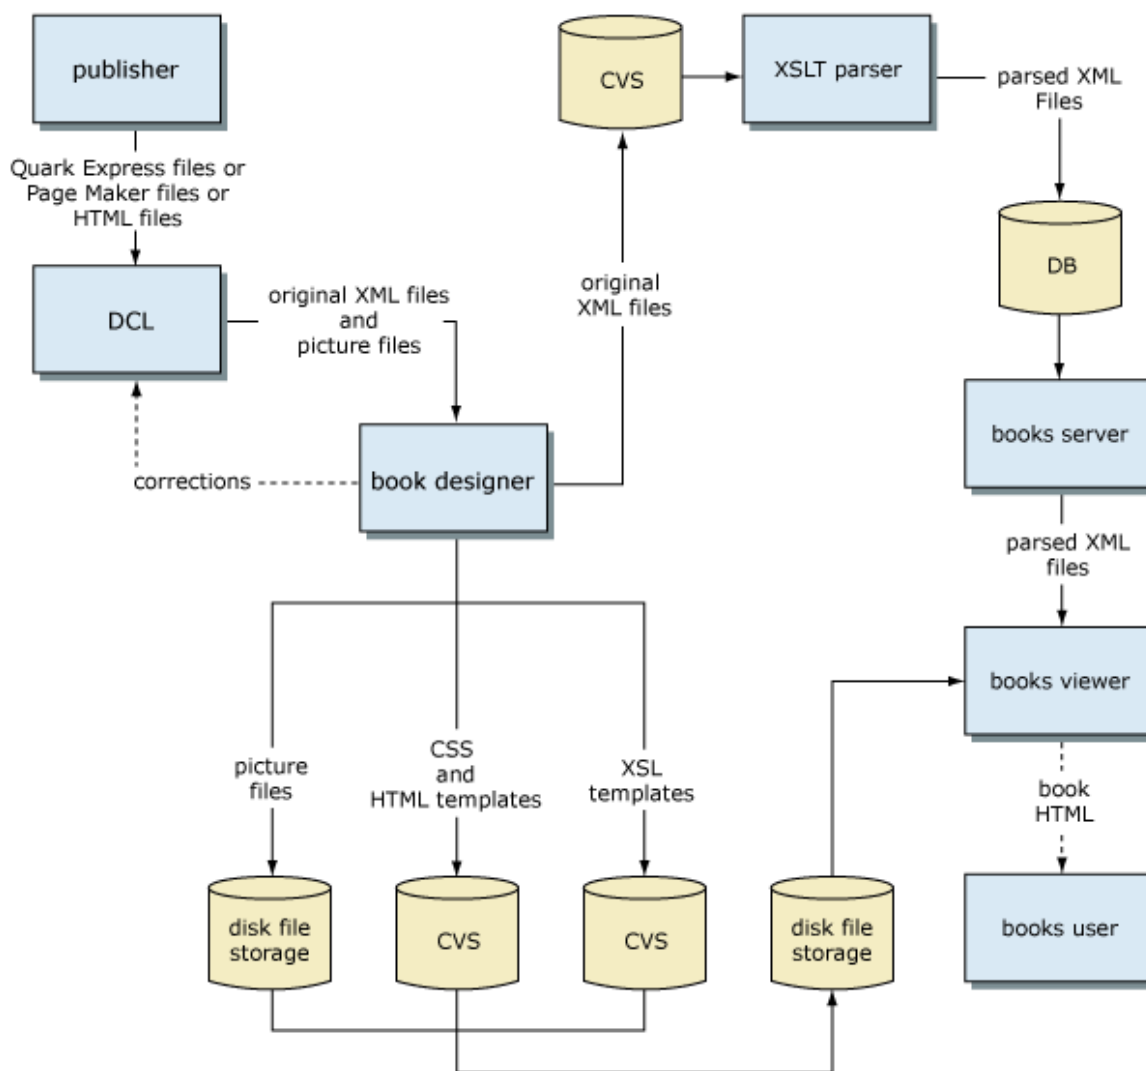 publisher
Quark Express files or
Page Maker files or
HTML files
DCL
original XML files
and
picture files
corrections
book designer
original
XML files
CVS
XSLT parser
parsed XML
Files
DB
books server
parsed XML
files
books viewer
book
HTML
books user
picture
files
CSS
and
HTML templates
XSL
templates
disk file
storage
CVS
CVS
disk file
storage